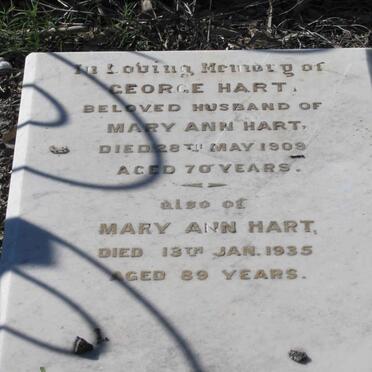 In Loving Memory of
GEORGE HART,
BELOVED HUSBAND OF
MARY ANN HART,
DIED 28TH MAY 1909
AGED 70 YEARS.
also of
MARY ANN HART,
DIED 13TH JAN. 1935
AGED 89 YEARS.